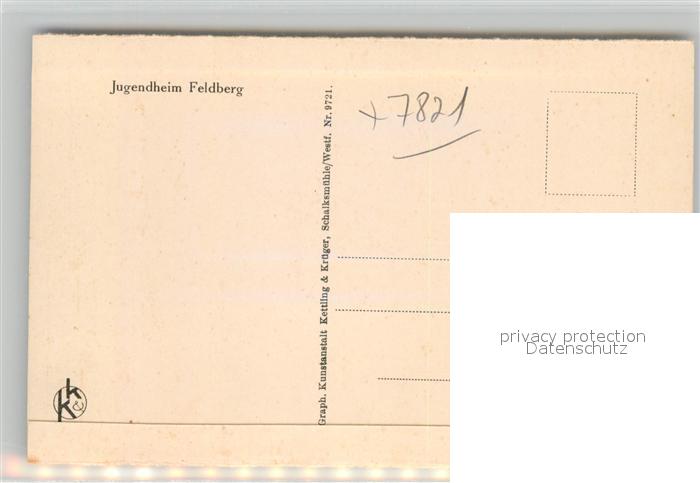 Jugendheim Feldberg
Graph. Kunstanstalt Kettling & Krüger, Schalksmühle/Westf. Nr. 9721.
x 7821
privacy protection
Datenschutz
K & K